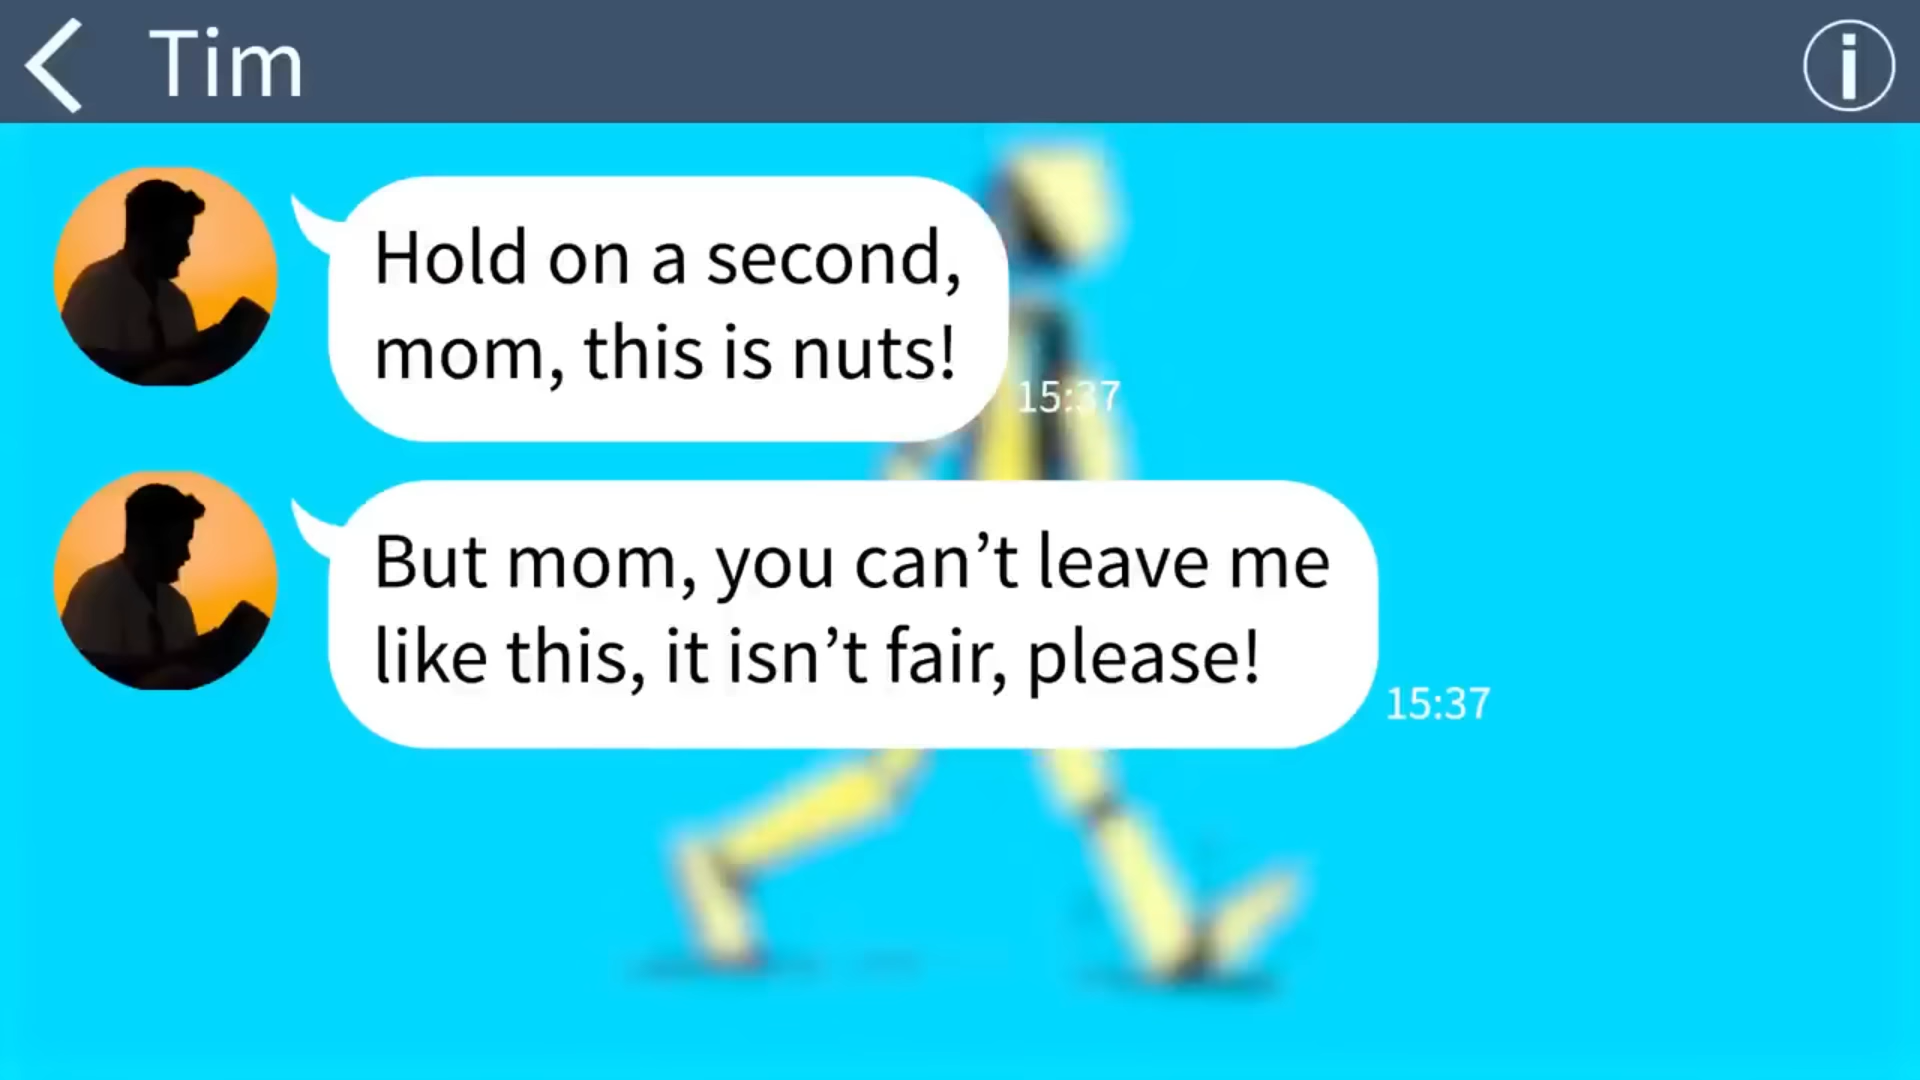 Tim
Hold on a second,
mom, this is nuts!
15:37
But mom, you can’t leave me
like this, it isn’t fair, please!
15:37